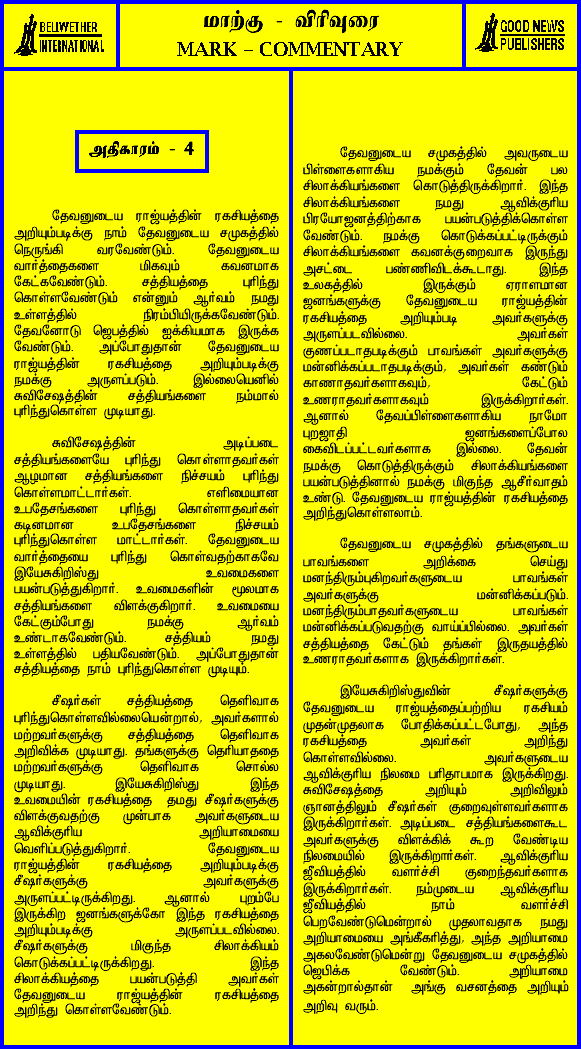 BELLWETHER
INTERNATIONAL
மாற்கு - விரிவுரை
MARK – COMMENTARY
GOOD NEWS
PUBLISHERS
அதிகாரம் - 4
தேவனுடைய ராஜ்யத்தின் ரகசியத்தை
அறியும்படிக்கு நாம் தேவனுடைய சமுகத்தில்
நெருங்கி வரவேண்டும். தேவனுடைய
வார்த்தைகளை மிகவும் கவனமாக
கேட்கவேண்டும். சத்தியத்தை புரிந்து
கொள்ளவேண்டும் என்னும் ஆர்வம் நமது
உள்ளத்தில் நிரம்பியிருக்கவேண்டும்.
தேவனோடு ஜெபத்தில் ஐக்கியமாக இருக்க
வேண்டும். அப்போதுதான் தேவனுடைய
ராஜ்யத்தின் ரகசியத்தை அறியும்படிக்கு
நமக்கு அருளப்படும். இல்லையெனில்
சுவிசேஷத்தின் சத்தியங்களை நம்மால்
புரிந்துகொள்ள முடியாது.
சுவிசேஷத்தின் அடிப்படை
சத்தியங்களையே புரிந்து கொள்ளாதவர்கள்
ஆழமான சத்தியங்களை நிச்சயம் புரிந்து
கொள்ளமாட்டார்கள். எளிமையான
உபதேசங்களை புரிந்து கொள்ளாதவர்கள்
கடினமான உபதேசங்களை நிச்சயம்
புரிந்துகொள்ள மாட்டார்கள். தேவனுடைய
வார்த்தையை புரிந்து கொள்வதற்காகவே
இயேசுகிறிஸ்து உவமைகளை
பயன்படுத்துகிறார். உவமைகளின் மூலமாக
சத்தியங்களை விளக்குகிறார். உவமையை
கேட்கும்போது நமக்கு ஆர்வம்
உண்டாகவேண்டும். சத்தியம் நமது
உள்ளத்தில் பதியவேண்டும். அப்போதுதான்
சத்தியத்தை நாம் புரிந்துகொள்ள முடியும்.
சீஷர்கள் சத்தியத்தை தெளிவாக
புரிந்துகொள்ளவில்லையென்றால், அவர்களால்
மற்றவர்களுக்கு சத்தியத்தை தெளிவாக
அறிவிக்க முடியாது. தங்களுக்கு தெரியாததை
மற்றவர்களுக்கு தெளிவாக சொல்ல
முடியாது. இயேசுகிறிஸ்து இந்த
உவமையின் ரகசியத்தை தமது சீஷர்களுக்கு
விளக்குவதற்கு முன்பாக அவர்களுடைய
ஆவிக்குரிய அறியாமையை
வெளிப்படுத்துகிறார். தேவனுடைய
ராஜ்யத்தின் ரகசியத்தை அறியும்படிக்கு
சீஷர்களுக்கு அவர்களுக்கு
அருளப்பட்டிருக்கிறது. ஆனால் புறம்பே
இருக்கிற ஜனங்களுக்கோ இந்த ரகசியத்தை
அறியும்படிக்கு அருளப்படவில்லை.
சீஷர்களுக்கு மிகுந்த சிலாக்கியம்
கொடுக்கப்பட்டிருக்கிறது. இந்த
சிலாக்கியத்தை பயன்படுத்தி அவர்கள்
தேவனுடைய ராஜ்யத்தின் ரகசியத்தை
அறிந்து கொள்ளவேண்டும்.
தேவனுடைய சமுகத்தில் அவருடைய
பிள்ளைகளாகிய நமக்கும் தேவன் பல
சிலாக்கியங்களை கொடுத்திருக்கிறார். இந்த
சிலாக்கியங்களை நமது ஆவிக்குரிய
பிரயோஜனத்திற்காக பயன்படுத்திக்கொள்ள
வேண்டும். நமக்கு கொடுக்கப்பட்டிருக்கும்
சிலாக்கியங்களை கவனக்குறைவாக இருந்து
அசட்டை பண்ணிவிடக்கூடாது. இந்த
உலகத்தில் இருக்கும் ஏராளமான
ஜனங்களுக்கு தேவனுடைய ராஜ்யத்தின்
ரகசியத்தை அறியும்படி அவர்களுக்கு
அருளப்படவில்லை. அவர்கள்
குணப்படாதபடிக்கும் பாவங்கள் அவர்களுக்கு
மன்னிக்கப்படாதபடிக்கும், அவர்கள் கண்டும்
காணாதவர்களாகவும், கேட்டும்
உணராதவர்களாகவும் இருக்கிறார்கள்.
ஆனால் தேவப்பிள்ளைகளாகிய நாமோ
புறஜாதி ஜனங்களைப்போல
கைவிடப்பட்டவர்களாக இல்லை. தேவன்
நமக்கு கொடுத்திருக்கும் சிலாக்கியங்களை
பயன்படுத்தினால் நமக்கு மிகுந்த ஆசீர்வாதம்
உண்டு. தேவனுடைய ராஜ்யத்தின் ரகசியத்தை
அறிந்துகொள்ளலாம்.
தேவனுடைய சமுகத்தில் தங்களுடைய
பாவங்களை அறிக்கை செய்து
மனந்திரும்புகிறவர்களுடைய பாவங்கள்
அவர்களுக்கு மன்னிக்கப்படும்.
மனந்திரும்பாதவர்களுடைய பாவங்கள்
மன்னிக்கப்படுவதற்கு வாய்ப்பில்லை. அவர்கள்
சத்தியத்தை கேட்டும் தங்கள் இருதயத்தில்
உணராதவர்களாக இருக்கிறார்கள்.
இயேசுகிறிஸ்துவின் சீஷர்களுக்கு
தேவனுடைய ராஜ்யத்தைப்பற்றிய ரகசியம்
முதன்முதலாக போதிக்கப்பட்டபோது, அந்த
ரகசியத்தை அவர்கள் அறிந்து
கொள்ளவில்லை. அவர்களுடைய
ஆவிக்குரிய நிலமை பரிதாபமாக இருக்கிறது.
சுவிசேஷத்தை அறியும் அறிவிலும்
ஞானத்திலும் சீஷர்கள் குறைவுள்ளவர்களாக
இருக்கிறார்கள். அடிப்படை சத்தியங்களைகூட
அவர்களுக்கு விளக்கிக் கூற வேண்டிய
நிலமையில் இருக்கிறார்கள். ஆவிக்குரிய
ஜீவியத்தில் வளர்ச்சி குறைந்தவர்களாக
இருக்கிறார்கள். நம்முடைய ஆவிக்குரிய
ஜீவியத்தில் நாம் வளர்ச்சி
பெறவேண்டுமென்றால் முதலாவதாக நமது
அறியாமையை அங்கீகரித்து, அந்த அறியாமை
அகலவேண்டுமென்று தேவனுடைய சமுகத்தில்
ஜெபிக்க வேண்டும். அறியாமை
அகன்றால்தான் அங்கு வசனத்தை அறியும்
அறிவு வரும்.